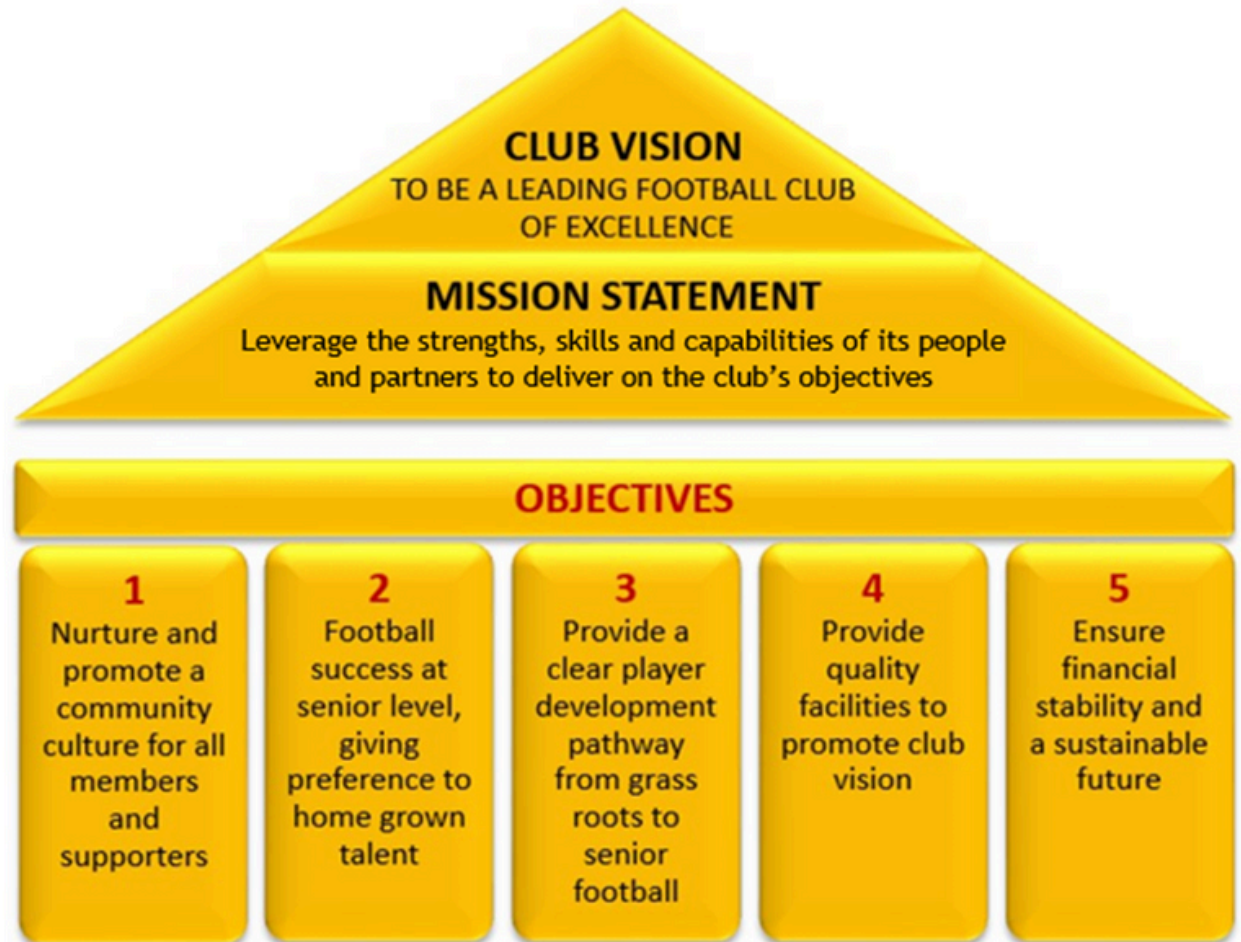 CLUB VISION
TO BE A LEADING FOOTBALL CLUB
OF EXCELLENCE
MISSION STATEMENT
Leverage the strengths, skills and capabilities of its people
and partners to deliver on the club's objectives
OBJECTIVES
1
Nurture and
promote a
community
culture for all
members
and
supporters
2
Football
success at
senior level,
giving
preference to
home grown
talent
3
Provide a
clear player
development
pathway
from grass
roots to
senior
football
4
Provide
quality
facilities to
promote club
vision
5
Ensure
financial
stability and
a sustainable
future